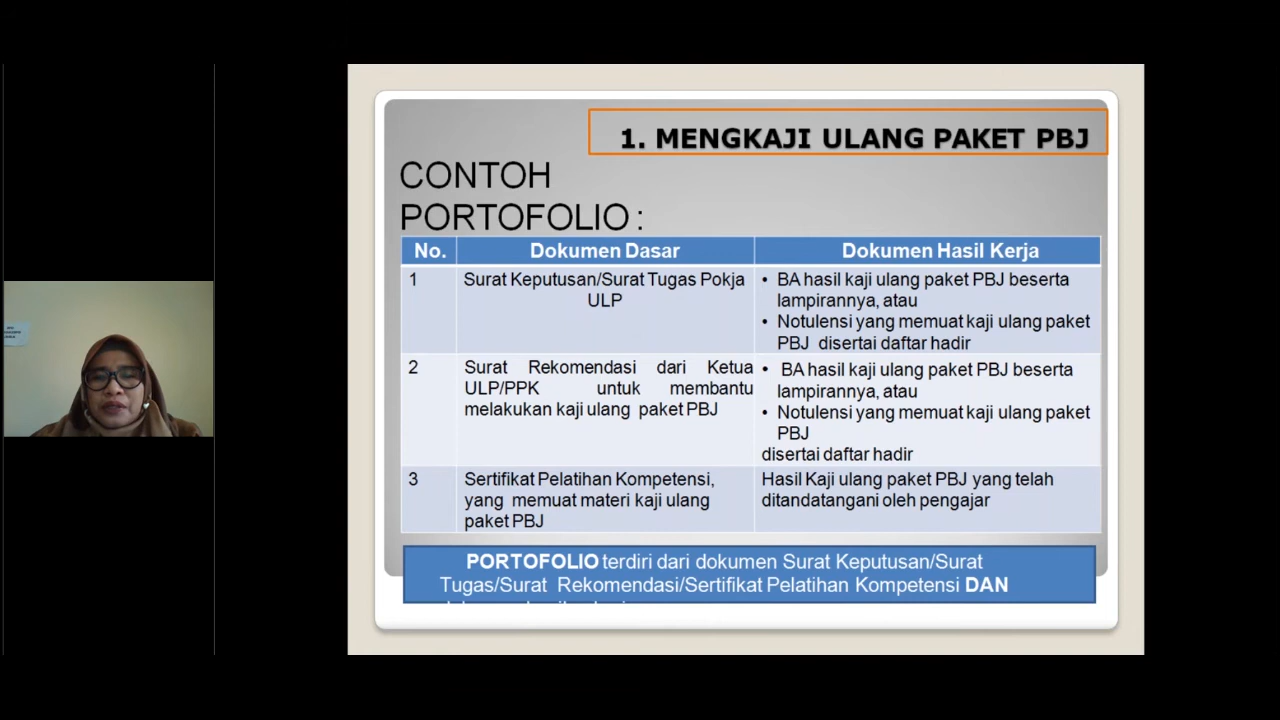 1. MENGKAJI ULANG PAKET PBJ
CONTOH
PORTOFOLIO :
No. Dokumen Dasar Dokumen Hasil Kerja
1 Surat Keputusan/Surat Tugas Pokja
ULP
• BA hasil kaji ulang paket PBJ beserta
lampirannya, atau
• Notulensi yang memuat kaji ulang paket
PBJ disertai daftar hadir
2 Surat Rekomendasi dari Ketua
ULP/PPK untuk membantu
melakukan kaji ulang paket PBJ
• BA hasil kaji ulang paket PBJ beserta
lampirannya, atau
• Notulensi yang memuat kaji ulang paket
PBJ
disertai daftar hadir
3 Sertifikat Pelatihan Kompetensi,
yang memuat materi kaji ulang
paket PBJ
Hasil Kaji ulang paket PBJ yang telah
ditandatangani oleh pengajar
PORTOFOLIO terdiri dari dokumen Surat Keputusan/Surat
Tugas/Surat Rekomendasi/Sertifikat Pelatihan Kompetensi DAN